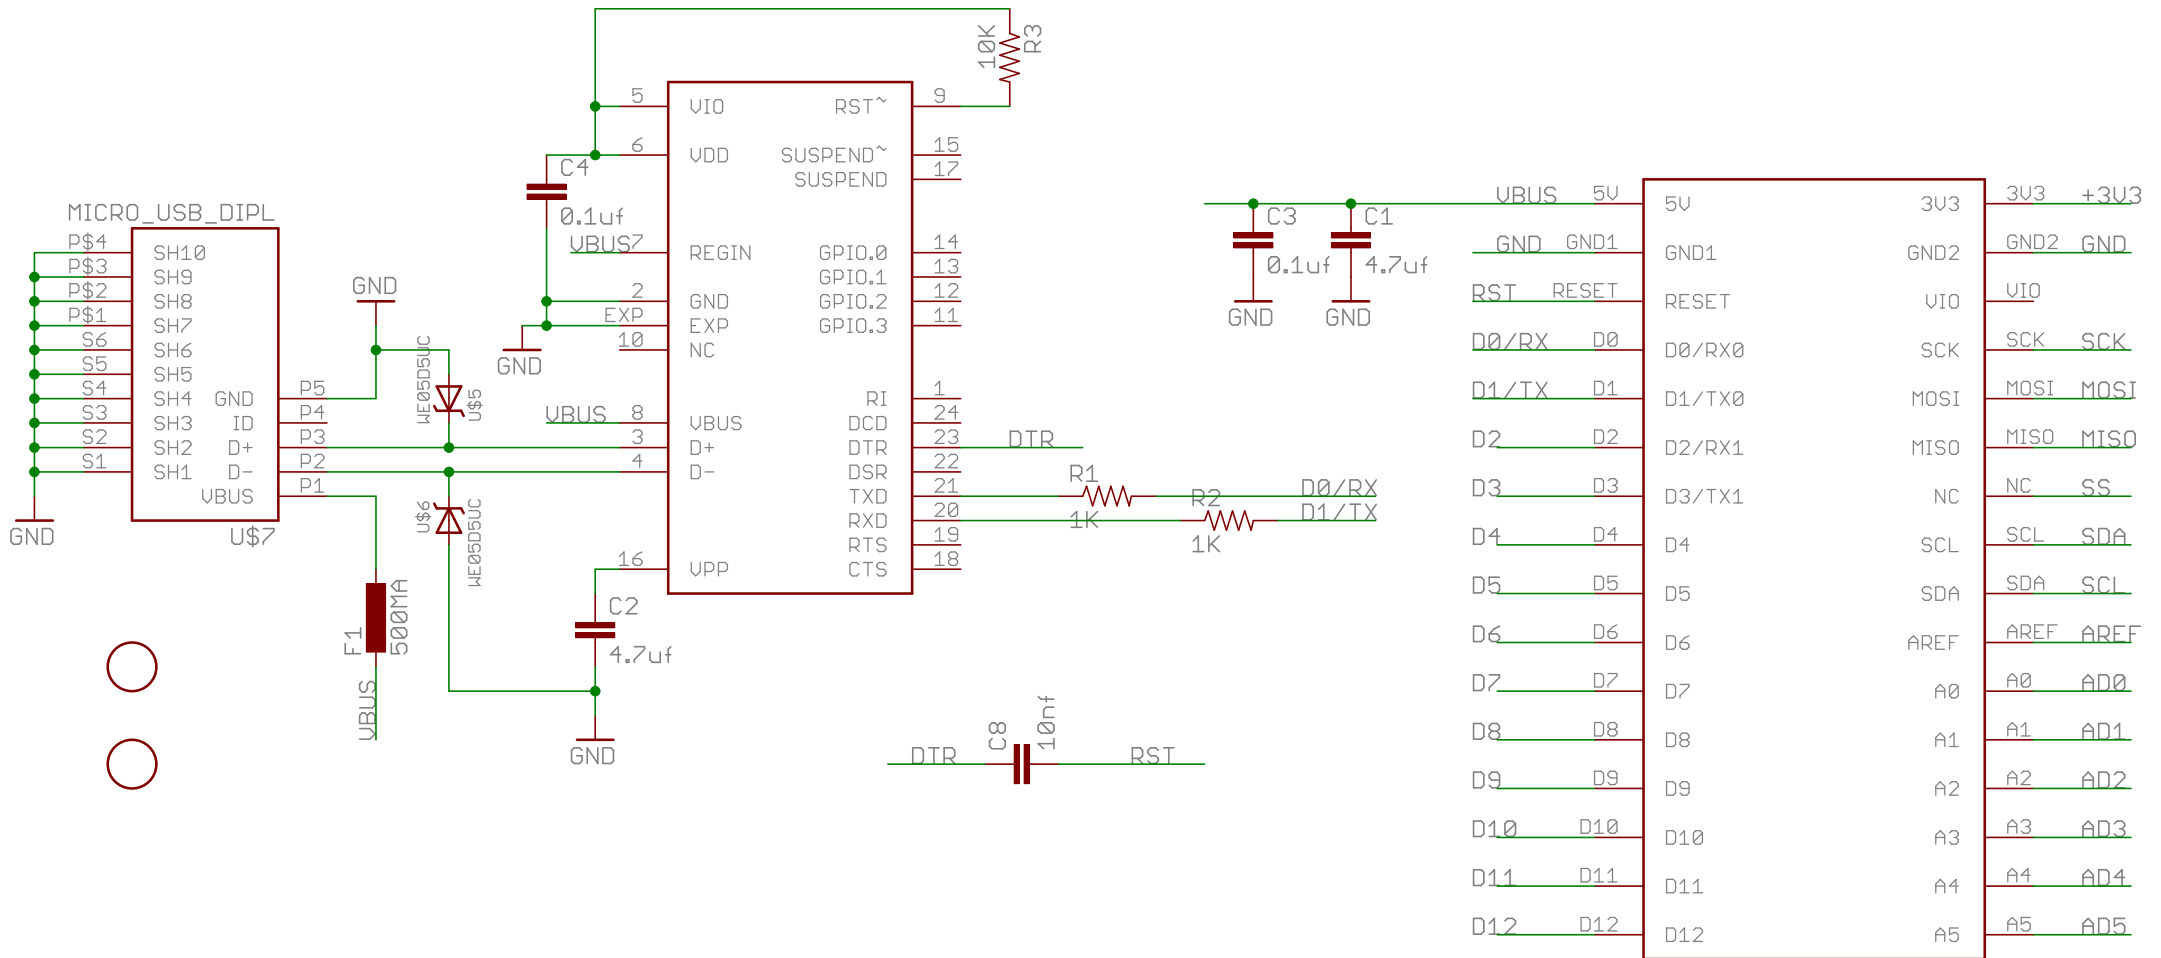 MICRO_USB_DIPL
P$4 SH10
P$3 SH9
P$2 SH8
P$1 SH7
S6 SH6
S5 SH5
S4 SH4 GND P5
S3 SH3 ID P4
S2 SH2 D+ P3
S1 SH1 D- P2
VBUS P1
U$7
GND
GND
WE05D5UC
U$5
U$6
WE05D5UC
F1
500MA
VBUS
10K
R3
5 VIO RST~ 9
6 VDD SUSPEND~ 15
SUSPEND 17
C4
0.1uf
VBUS 7 REGIN GPIO.0 14
GPIO.1 13
2 GND GPIO.2 12
EXP EXP GPIO.3 11
10 NC
GND
RI 1
VBUS 8 VBUS DCD 24
3 D+ DTR 23 DTR
4 D- DSR 22
TXD 21
RXD 20
RTS 19
16 VPP CTS 18
R1
1K
D0/RX
R2
1K
D1/TX
C2
4.7uf
GND
DTR
C8
10nf
RST
C3
0.1uf
GND
C1
4.7uf
GND
VBUS 5V 5V 3V3 3V3 +3V3
GND GND1 GND1 GND2 GND2 GND
RST RESET RESET VIO VIO
D0/RX D0 D0/RX0 SCK SCK SCK
D1/TX D1 D1/TX0 MOSI MOSI MOSI
D2 D2 D2/RX1 MISO MISO MISO
D3 D3 D3/TX1 NC NC SS
D4 D4 D4 SCL SCL SDA
D5 D5 D5 SDA SDA SCL
D6 D6 D6 AREF AREF AREF
D7 D7 D7 A0 A0 AD0
D8 D8 D8 A1 A1 AD1
D9 D9 D9 A2 A2 AD2
D10 D10 D10 A3 A3 AD3
D11 D11 D11 A4 A4 AD4
D12 D12 D12 A5 A5 AD5